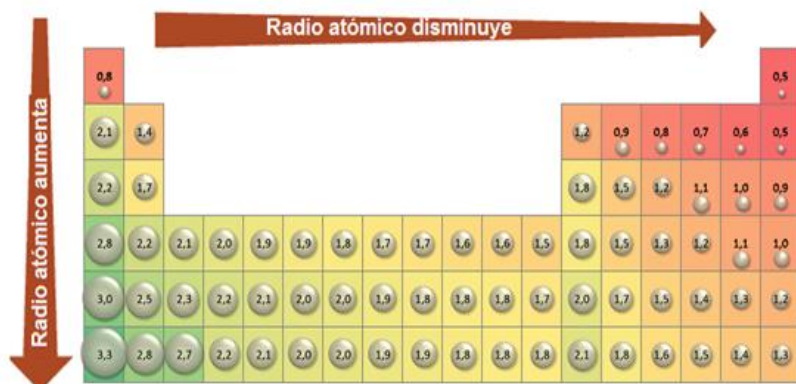 Radio atómico disminuye
Radio atómico aumenta
0,8 0,5
2,1 1,4 1,2 0,9 0,8 0,7 0,6 0,5
2,2 1,7 1,8 1,5 1,2 1,1 1,0 0,9
2,8 2,2 2,1 2,0 1,9 1,9 1,8 1,7 1,7 1,6 1,6 1,5 1,8 1,5 1,3 1,2 1,1 1,0
3,0 2,5 2,3 2,2 2,1 2,0 2,0 1,9 1,8 1,8 1,8 1,7 2,0 1,7 1,5 1,4 1,3 1,2
3,3 2,8 2,7 2,2 2,1 2,0 2,0 1,9 1,9 1,8 1,8 1,8 2,1 1,8 1,6 1,5 1,4 1,3